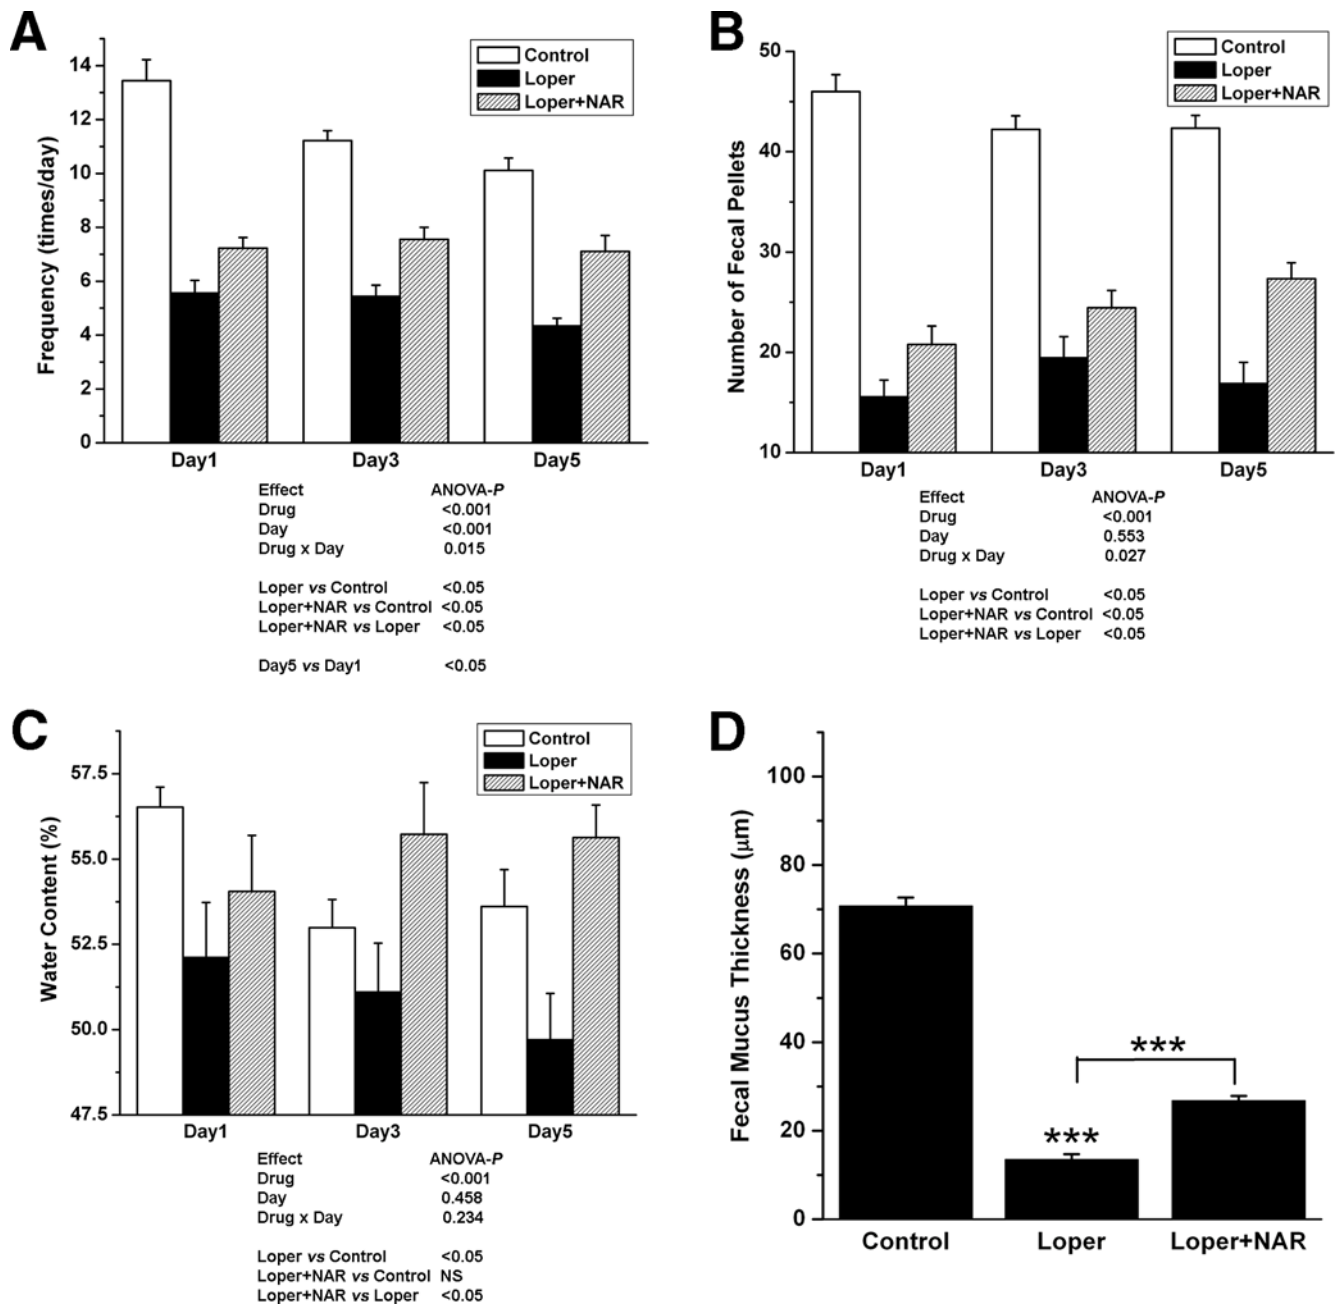 A
Control
Loper
Loper+NAR
Frequency (times/day)
14
12
10
8
6
4
2
0
Day1 Day3 Day5
Effect ANOVA-P
Drug <0.001
Day <0.001
Drug x Day 0.015
Loper vs Control <0.05
Loper+NAR vs Control <0.05
Loper+NAR vs Loper <0.05
Day5 vs Day1 <0.05
B
Control
Loper
Loper+NAR
Number of Fecal Pellets
50
40
30
20
10
Day1 Day3 Day5
Effect ANOVA-P
Drug <0.001
Day 0.553
Drug x Day 0.027
Loper vs Control <0.05
Loper+NAR vs Control <0.05
Loper+NAR vs Loper <0.05
C
Control
Loper
Loper+NAR
Water Content (%)
57.5
55.0
52.5
50.0
47.5
Day1 Day3 Day5
Effect ANOVA-P
Drug <0.001
Day 0.458
Drug x Day 0.234
Loper vs Control <0.05
Loper+NAR vs Control NS
Loper+NAR vs Loper <0.05
D
Fecal Mucus Thickness (μm)
100
80
60
40
20
0
***
***
Control Loper Loper+NAR